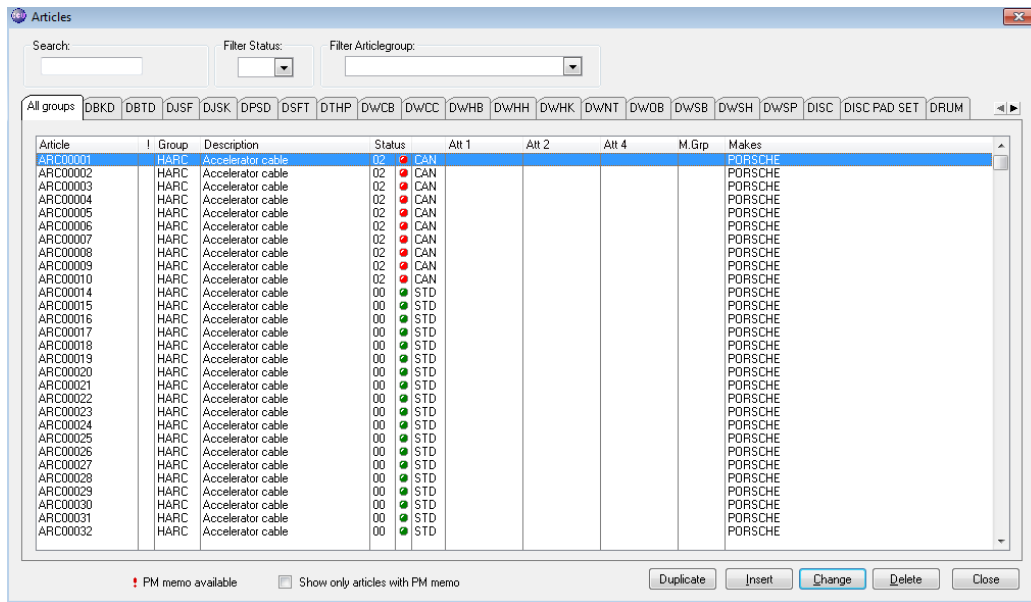 Articles
Search: Filter Status: Filter Articlegroup:
All groups DBKD DBTD DJSF DJSK DPSD DSFT DTHP DWCB DWCC DWHB DWHH DWHK DWNT DWOB DWSB DWSH DWSP DISC DISC PAD SET DRUM
Article ! Group Description Status Att 1 Att 2 Att 4 M.Grp Makes
ARC00001 HARC Accelerator cable 02 CAN PORSCHE
ARC00002 HARC Accelerator cable 02 CAN PORSCHE
ARC00003 HARC Accelerator cable 02 CAN PORSCHE
ARC00004 HARC Accelerator cable 02 CAN PORSCHE
ARC00005 HARC Accelerator cable 02 CAN PORSCHE
ARC00006 HARC Accelerator cable 02 CAN PORSCHE
ARC00007 HARC Accelerator cable 02 CAN PORSCHE
ARC00008 HARC Accelerator cable 02 CAN PORSCHE
ARC00009 HARC Accelerator cable 02 CAN PORSCHE
ARC00010 HARC Accelerator cable 02 CAN PORSCHE
ARC00014 HARC Accelerator cable 00 STD PORSCHE
ARC00015 HARC Accelerator cable 00 STD PORSCHE
ARC00016 HARC Accelerator cable 00 STD PORSCHE
ARC00017 HARC Accelerator cable 00 STD PORSCHE
ARC00018 HARC Accelerator cable 00 STD PORSCHE
ARC00019 HARC Accelerator cable 00 STD PORSCHE
ARC00020 HARC Accelerator cable 00 STD PORSCHE
ARC00021 HARC Accelerator cable 00 STD PORSCHE
ARC00022 HARC Accelerator cable 00 STD PORSCHE
ARC00023 HARC Accelerator cable 00 STD PORSCHE
ARC00024 HARC Accelerator cable 00 STD PORSCHE
ARC00025 HARC Accelerator cable 00 STD PORSCHE
ARC00026 HARC Accelerator cable 00 STD PORSCHE
ARC00027 HARC Accelerator cable 00 STD PORSCHE
ARC00028 HARC Accelerator cable 00 STD PORSCHE
ARC00029 HARC Accelerator cable 00 STD PORSCHE
ARC00030 HARC Accelerator cable 00 STD PORSCHE
ARC00031 HARC Accelerator cable 00 STD PORSCHE
ARC00032 HARC Accelerator cable 00 STD PORSCHE
! PM memo available Show only articles with PM memo Duplicate Insert Change Delete Close